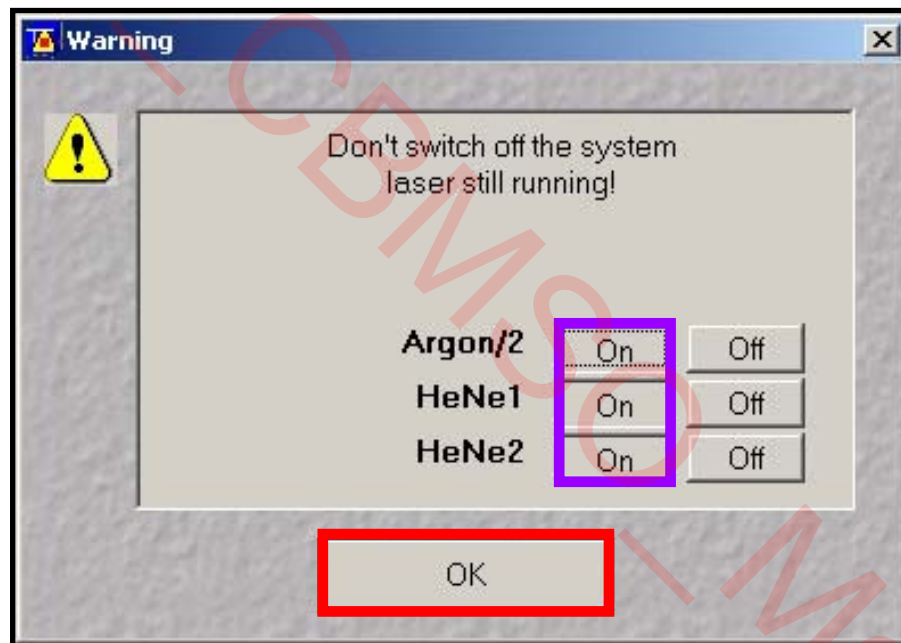 Warning
Don't switch off the system
laser still running!
Argon/2 On Off
HeNe1 On Off
HeNe2 On Off
OK
_CBMSO_M